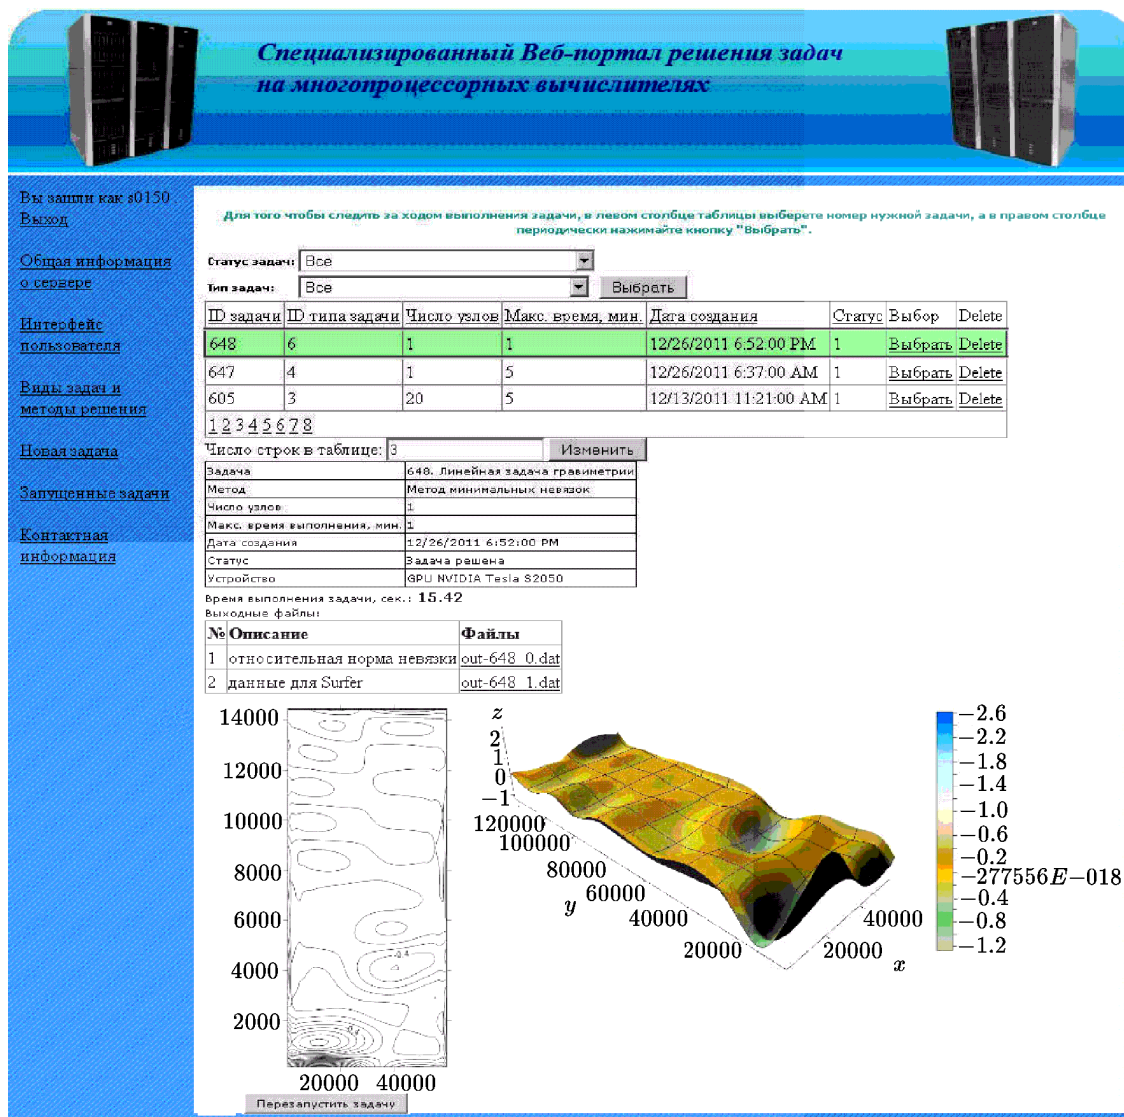 Специализированный Веб-портал решения задач
на многопроцессорных вычислителях
Вы зашли как s0150
Выход
Общая информация
о сервере
Интерфейс
пользователя
Виды задач и
методы решения
Новая задача
Запущенные задачи
Контактная
информация
Для того чтобы следить за ходом выполнения задачи, в левом столбце таблицы выберете номер нужной задачи, а в правом столбце
периодически нажимайте кнопку "Выбрать".
Статус задач: Все
Тип задач: Все Выбрать
ID задачи ID типа задачи Число узлов Макс. время, мин. Дата создания Статус Выбор Delete
648 6 1 1 12/26/2011 6:52:00 PM 1 Выбрать Delete
647 4 1 5 12/26/2011 6:37:00 AM 1 Выбрать Delete
605 3 20 5 12/13/2011 11:21:00 AM 1 Выбрать Delete
1 2 3 4 5 6 7 8
Число строк в таблице: 3 Изменить
Задача 648. Линейная задача гравиметрии
Метод Метод минимальных невязок
Число узлов 1
Макс. время выполнения, мин. 1
Дата создания 12/26/2011 6:52:00 PM
Статус Задача решена
Устройство GPU NVIDIA Tesla S2050
Время выполнения задачи, сек.: 15.42
Выходные файлы:
№ Описание Файлы
1 относительная норма невязки out-648_0.dat
2 данные для Surfer out-648_1.dat
14000
12000
10000
8000
6000
4000
2000
20000 40000
z
2
1
0
−1
120000
100000
80000
60000
40000
20000
y
20000
40000
x
−2.6
−2.2
−1.8
−1.4
−1.0
−0.6
−0.2
−277556E−018
−0.4
−0.8
−1.2
Перезапустить задачу